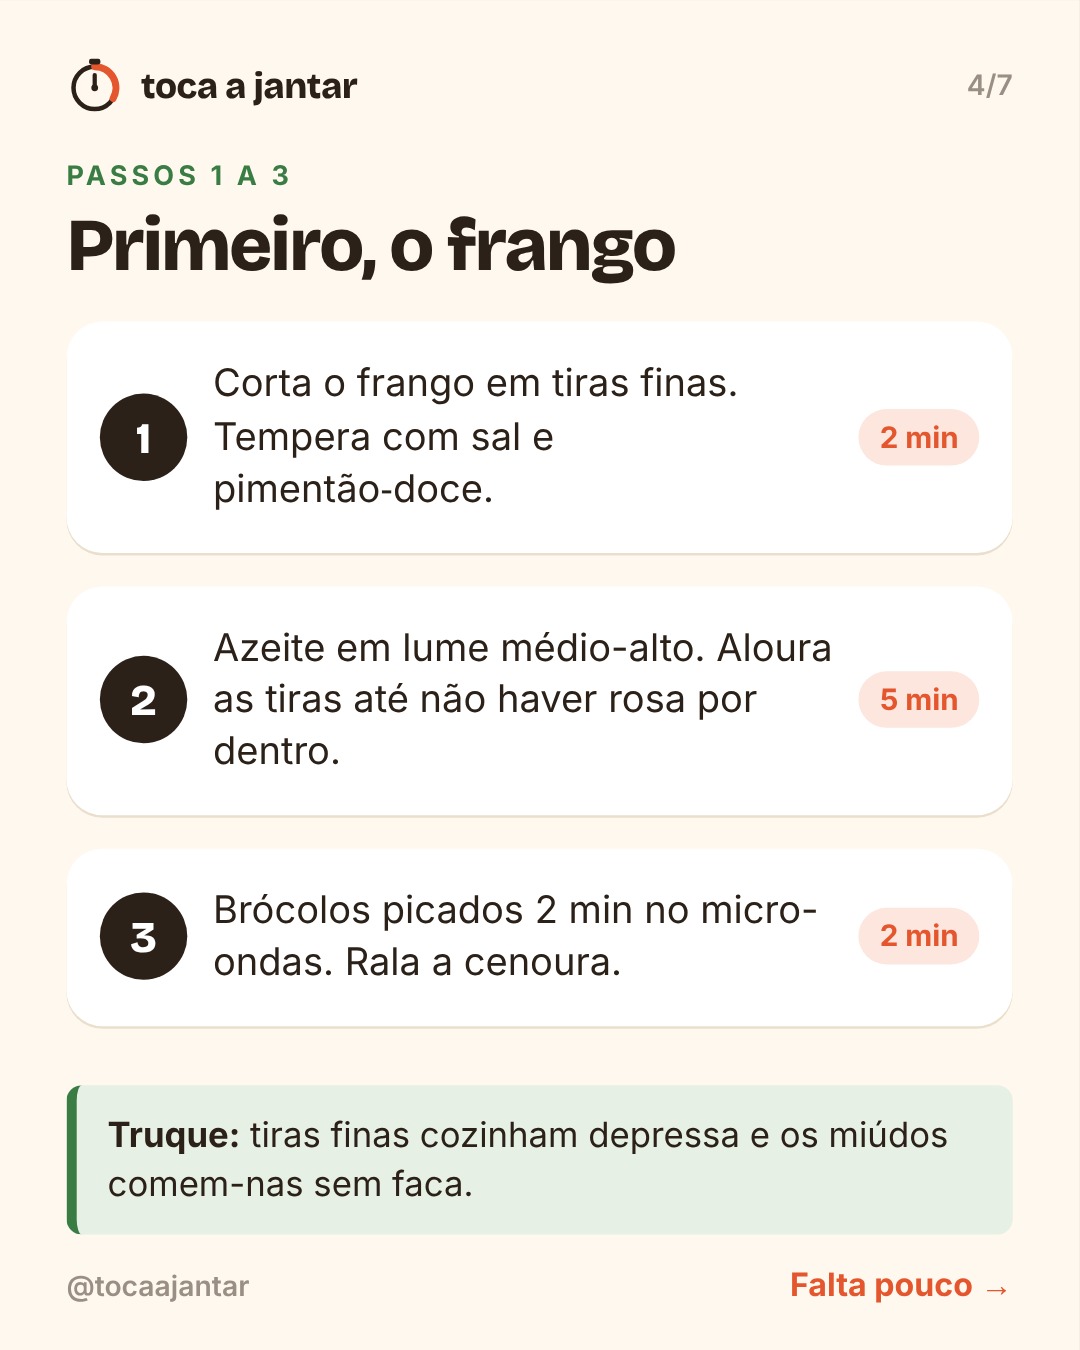 toca a jantar
4/7
PASSOS 1 A 3
Primeiro, o frango
1
Corta o frango em tiras finas.
Tempera com sal e
pimentão-doce.
2 min
2
Azeite em lume médio-alto. Aloura
as tiras até não haver rosa por
dentro.
5 min
3
Brócolos picados 2 min no micro-
ondas. Rala a cenoura.
2 min
Truque: tiras finas cozinham depressa e os miúdos
comem-nas sem faca.
@tocaajantar
Falta pouco →